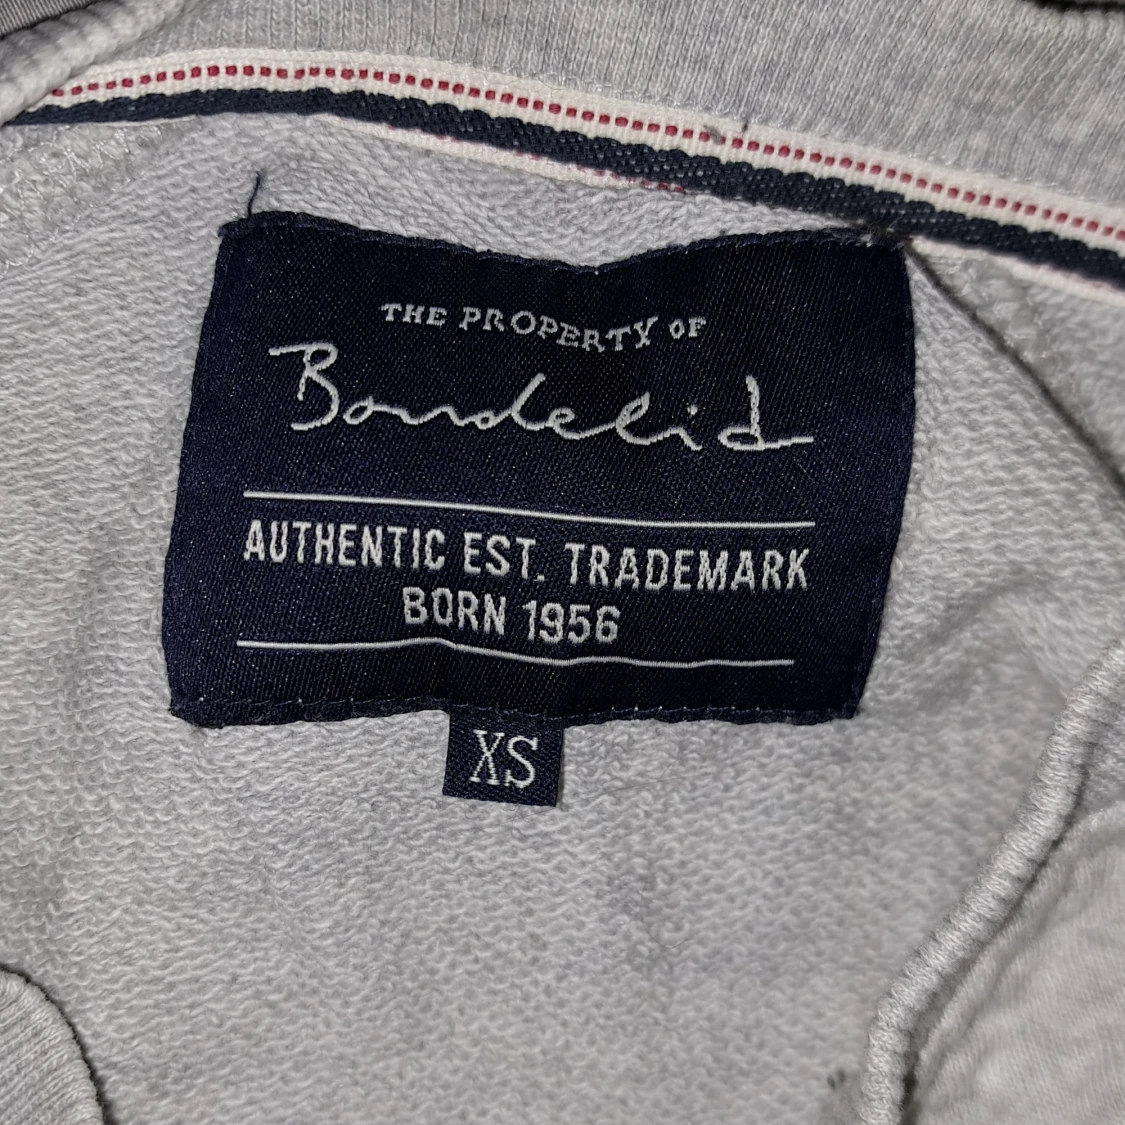 THE PROPERTY OF
Bondelid
AUTHENTIC EST. TRADEMARK
BORN 1956
XS